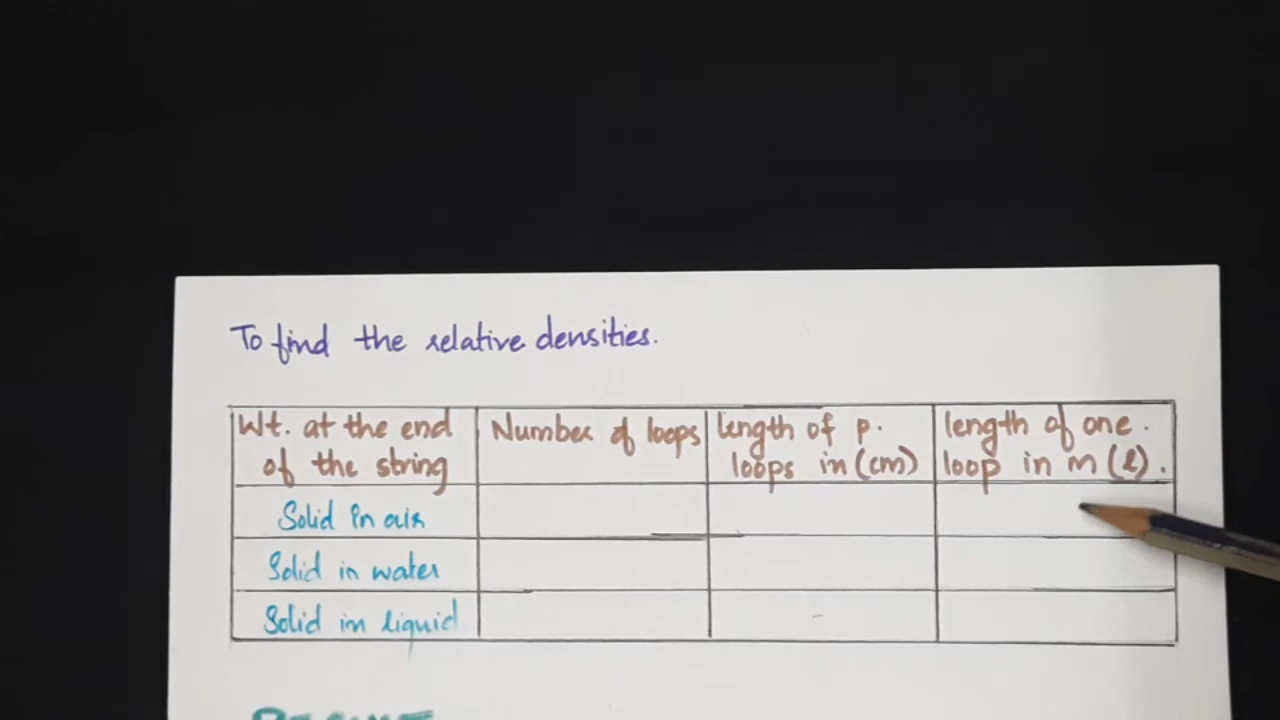 To find the relative densities.
Wt. at the end of the string
Number of loops
length of p. loops in (cm)
length of one. loop in m (l).
Solid in air
Solid in water
Solid in liquid